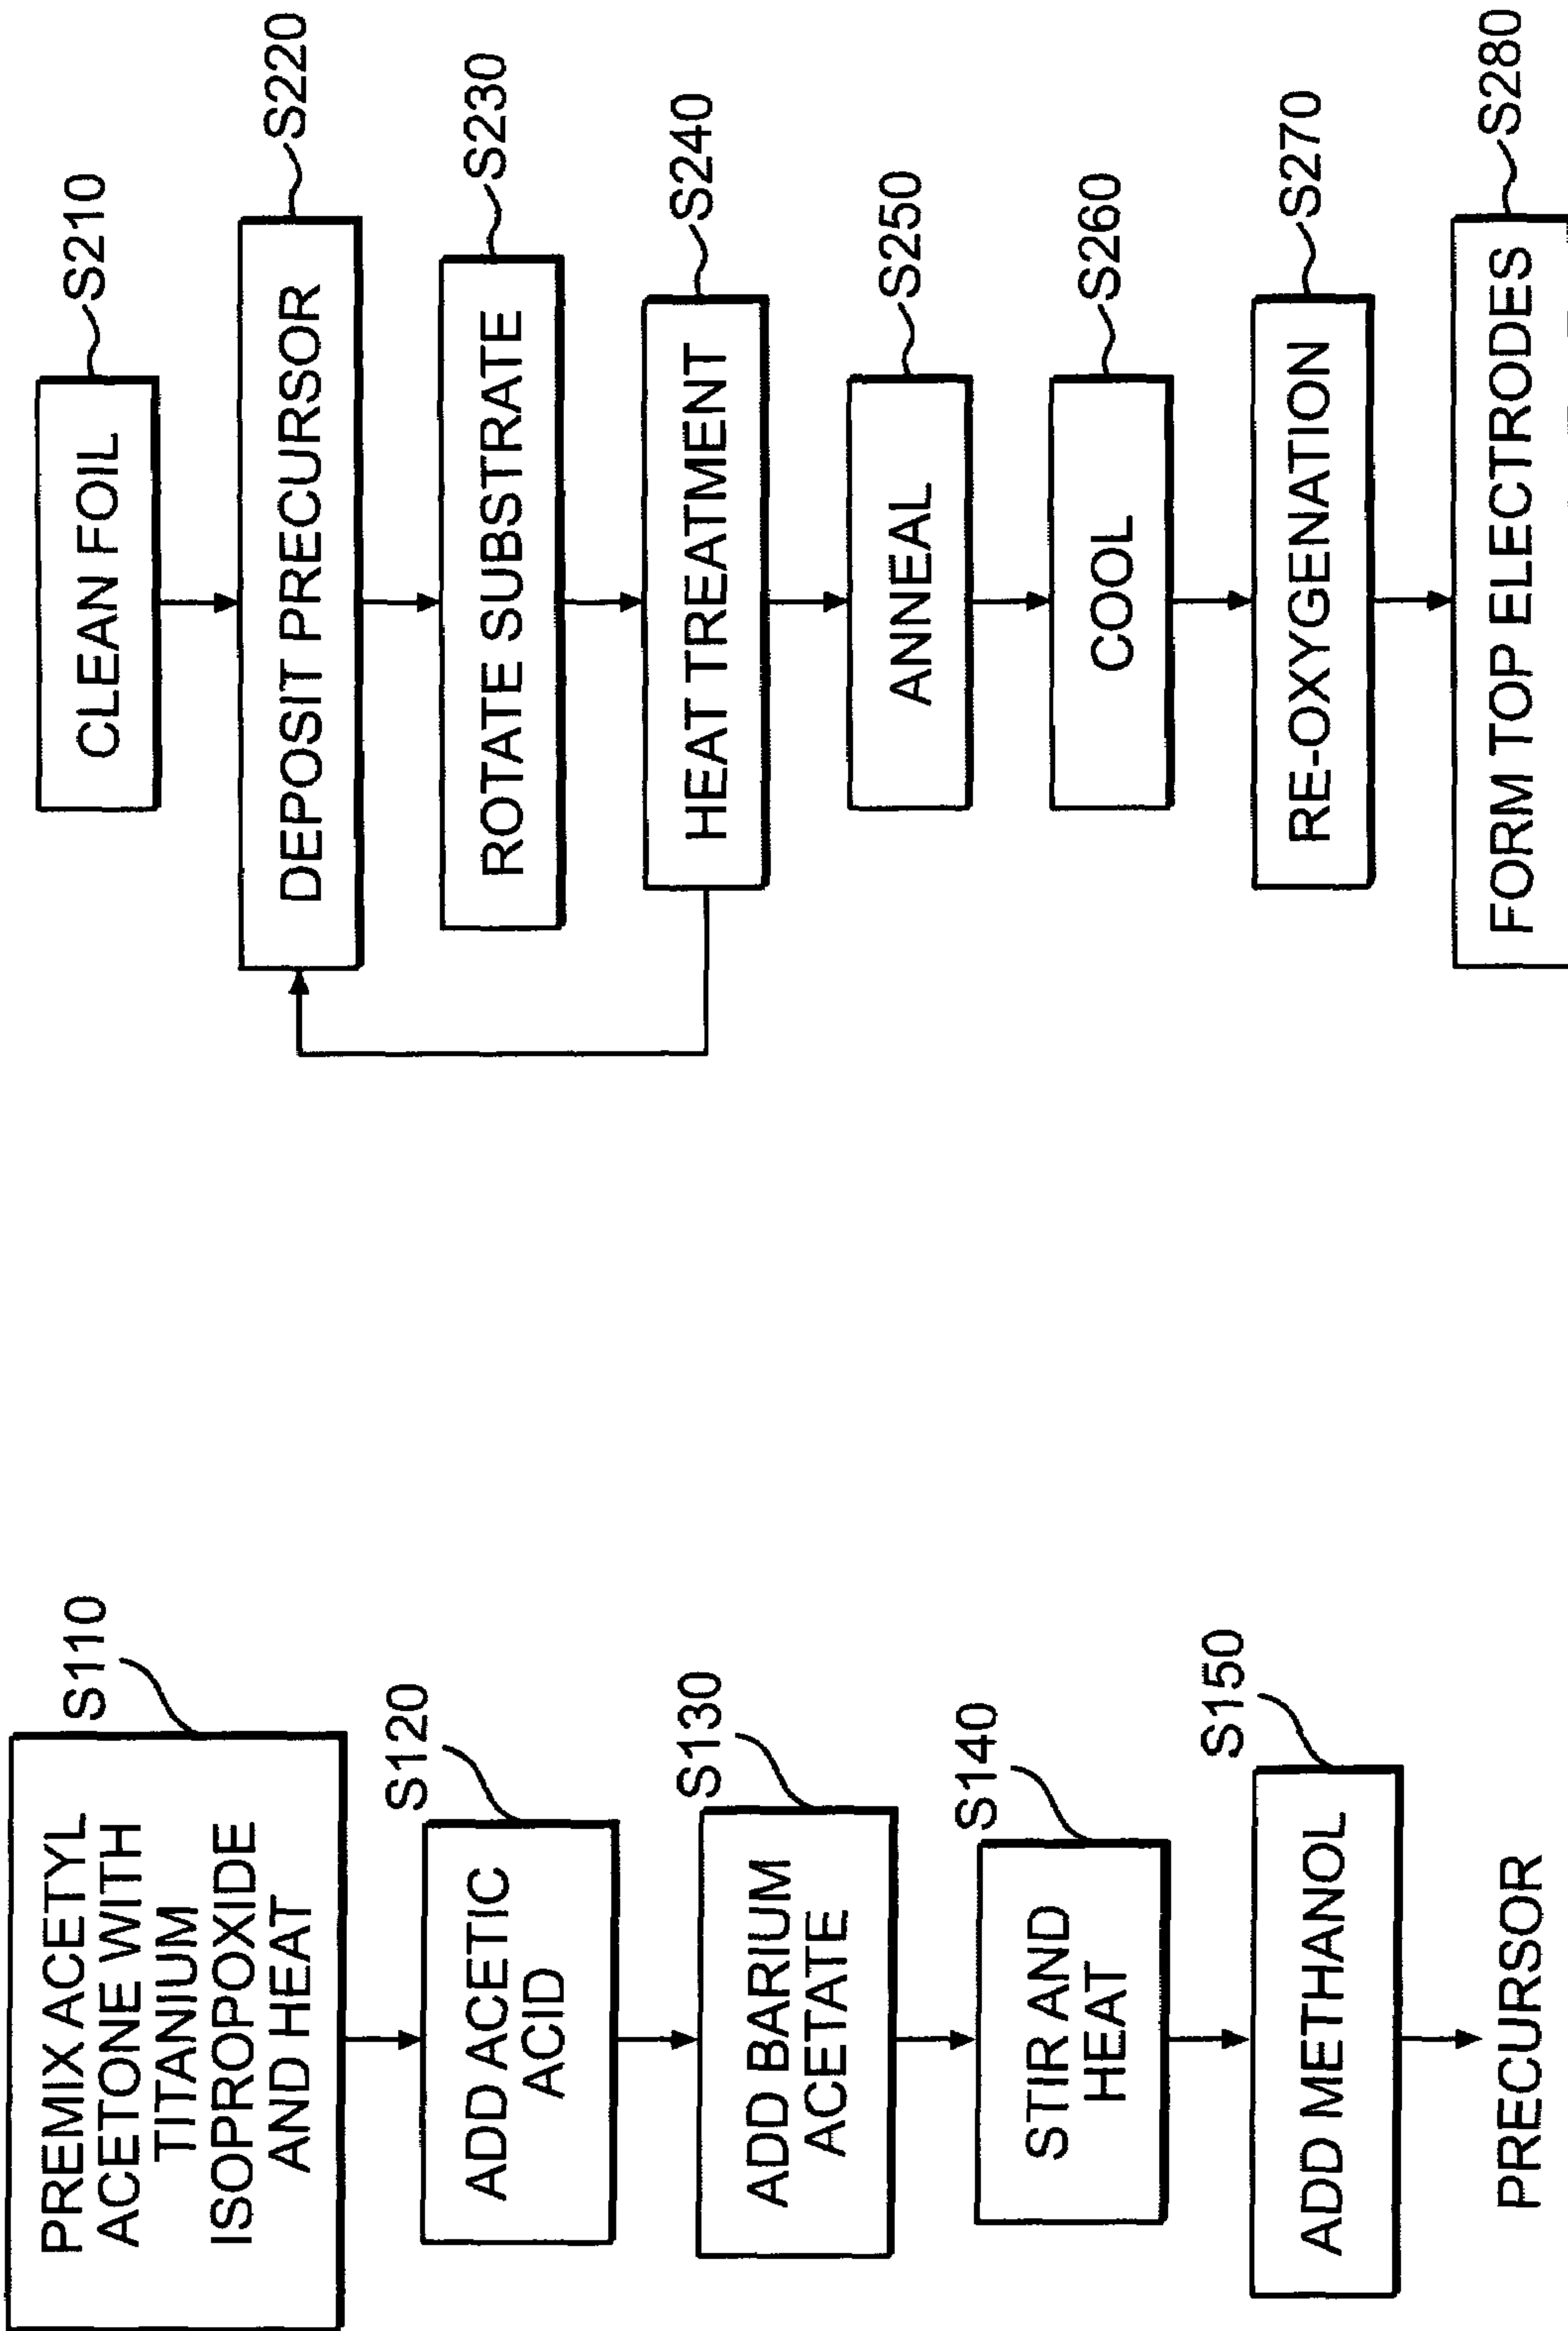 PREMIX ACETYL
ACETONE WITH
TITANIUM
ISOPROPOXIDE
AND HEAT
S110
ADD ACETIC
ACID
S120
ADD BARIUM
ACETATE
S130
STIR AND
HEAT
S140
ADD METHANOL
S150
PRECURSOR
CLEAN FOIL
S210
DEPOSIT PRECURSOR
S220
ROTATE SUBSTRATE
S230
HEAT TREATMENT
S240
ANNEAL
S250
COOL
S260
RE-OXYGENATION
S270
FORM TOP ELECTRODES
S280